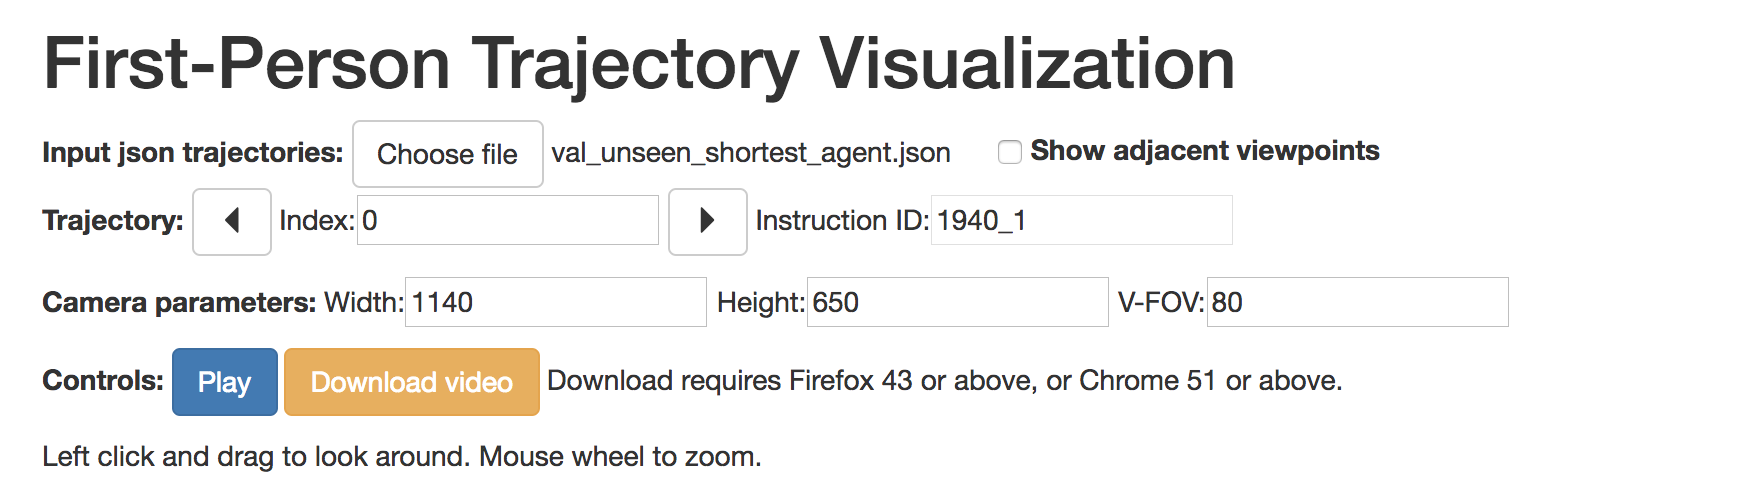 First-Person Trajectory Visualization
Input json trajectories: Choose file val_unseen_shortest_agent.json Show adjacent viewpoints
Trajectory: Index: 0 Instruction ID: 1940_1
Camera parameters: Width: 1140 Height: 650 V-FOV: 80
Controls: Play Download video Download requires Firefox 43 or above, or Chrome 51 or above.
Left click and drag to look around. Mouse wheel to zoom.